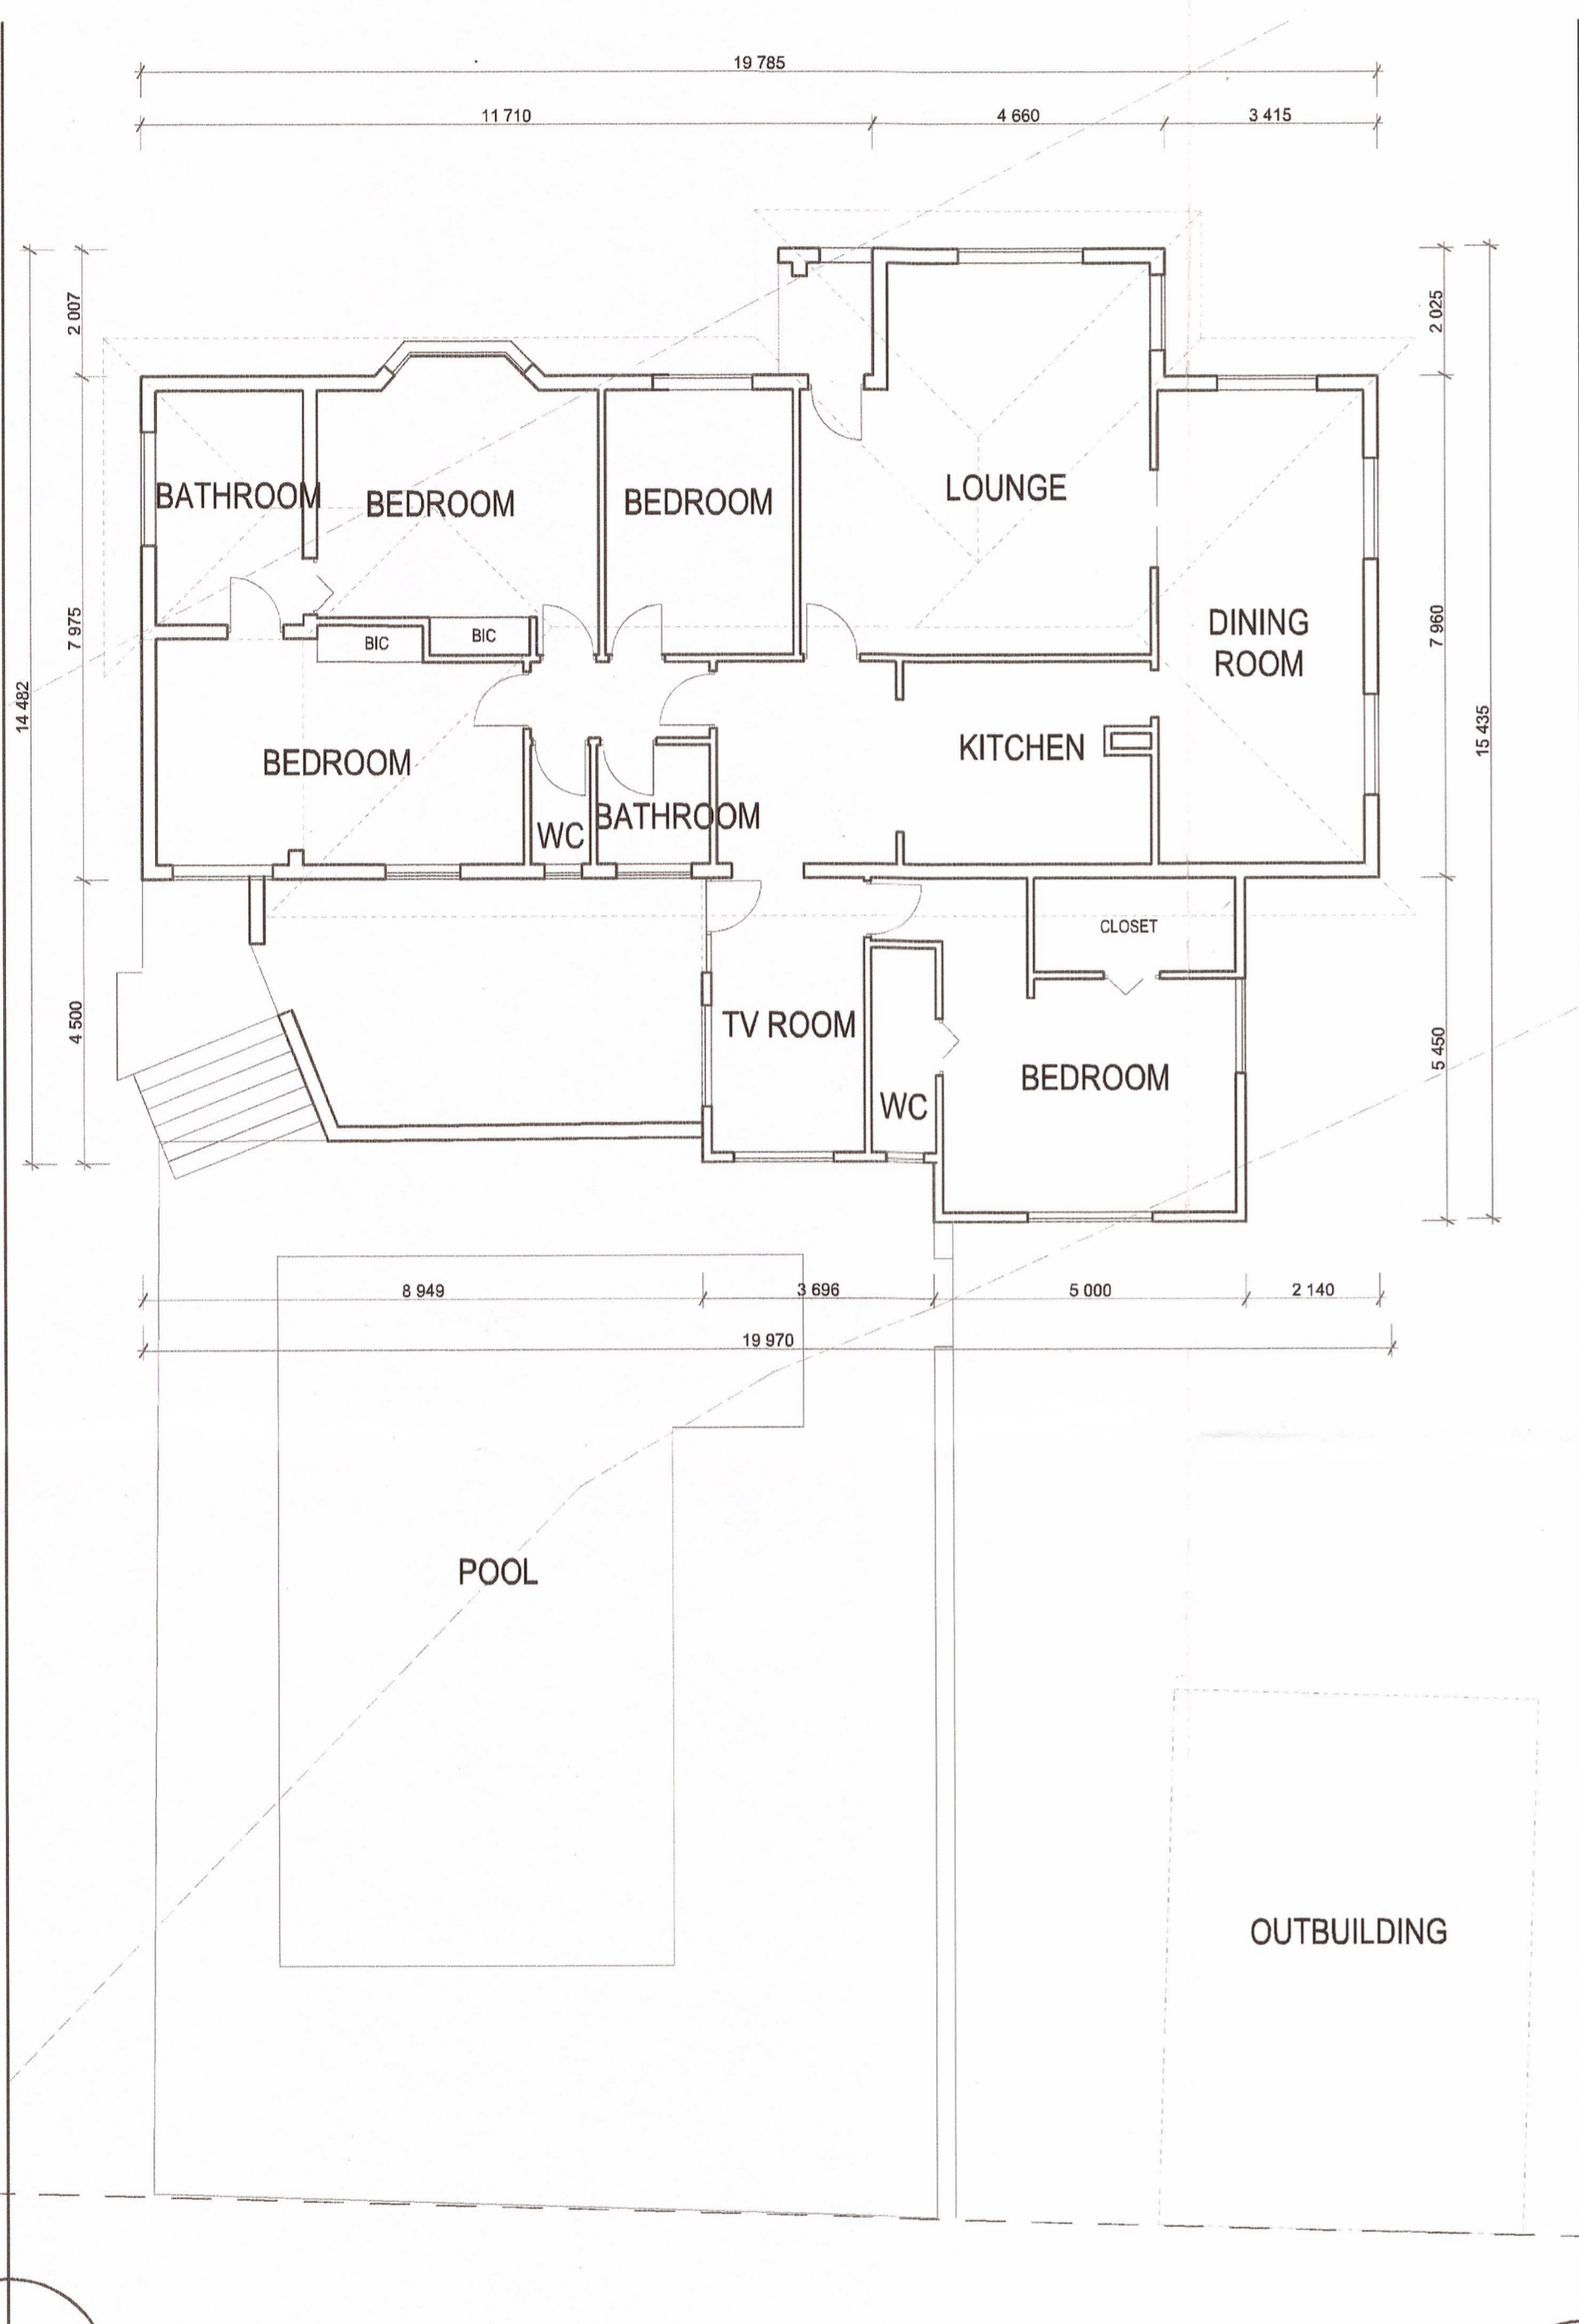 19 785
11 710
4 660
3 415
2 007
2 025
BATHROOM
BEDROOM
BEDROOM
LOUNGE
7 975
BIC
BIC
DINING
ROOM
7 960
14 482
15 435
BEDROOM
KITCHEN
WC
BATHROOM
CLOSET
4 500
TV ROOM
5 450
BEDROOM
WC
8 949
3 696
5 000
2 140
19 970
POOL
OUTBUILDING